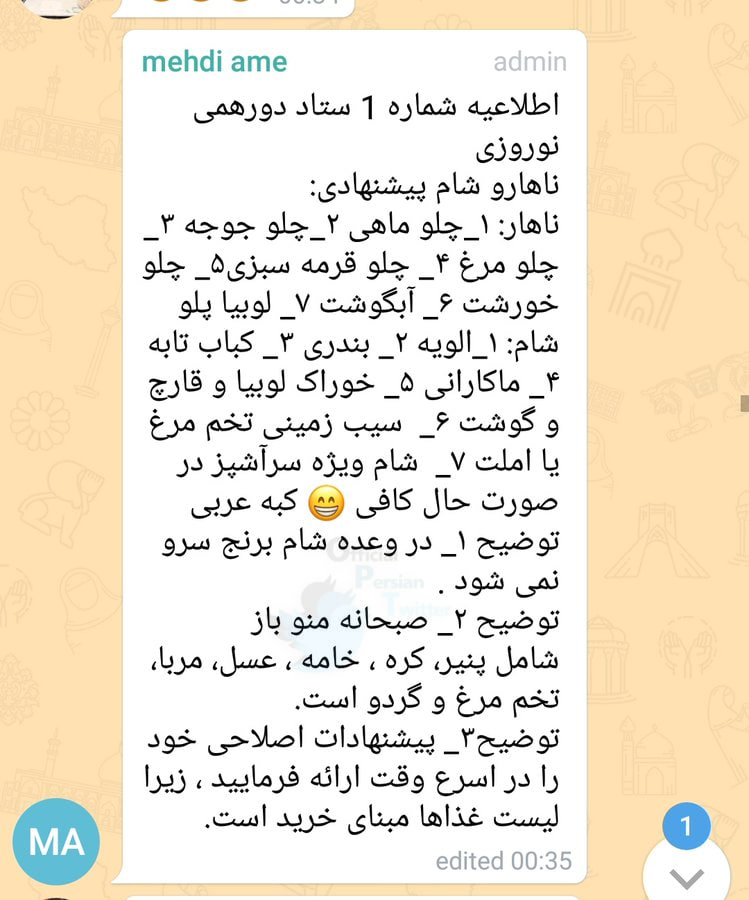 mehdi ame admin
اطلاعیه شماره 1 ستاد دورهمی
نوروزی
ناهارو شام پیشنهادی:
ناهار: ۱_چلو ماهی ۲_چلو جوجه ۳_
چلو مرغ ۴_ چلو قرمه سبزی۵_ چلو
خورشت ۶_ آبگوشت ۷_ لوبیا پلو
شام: ۱_الویه ۲_ بندری ۳_ کباب تابه
۴_ ماکارانی ۵_ خوراک لوبیا و قارچ
و گوشت ۶_ سیب زمینی تخم مرغ
یا املت ۷_ شام ویژه سرآشپز در
صورت حال کافی 😁 کبه عربی
توضیح ۱_ در وعده شام برنج سرو
نمی شود .
توضیح ۲_ صبحانه منو باز
شامل پنیر، کره ، خامه ، عسل، مربا،
تخم مرغ و گردو است.
توضیح۳_ پیشنهادات اصلاحی خود
را در اسرع وقت ارائه فرمایید ، زیرا
لیست غذاها مبنای خرید است.
edited 00:35
MA
1
Official
Persian
Twitter